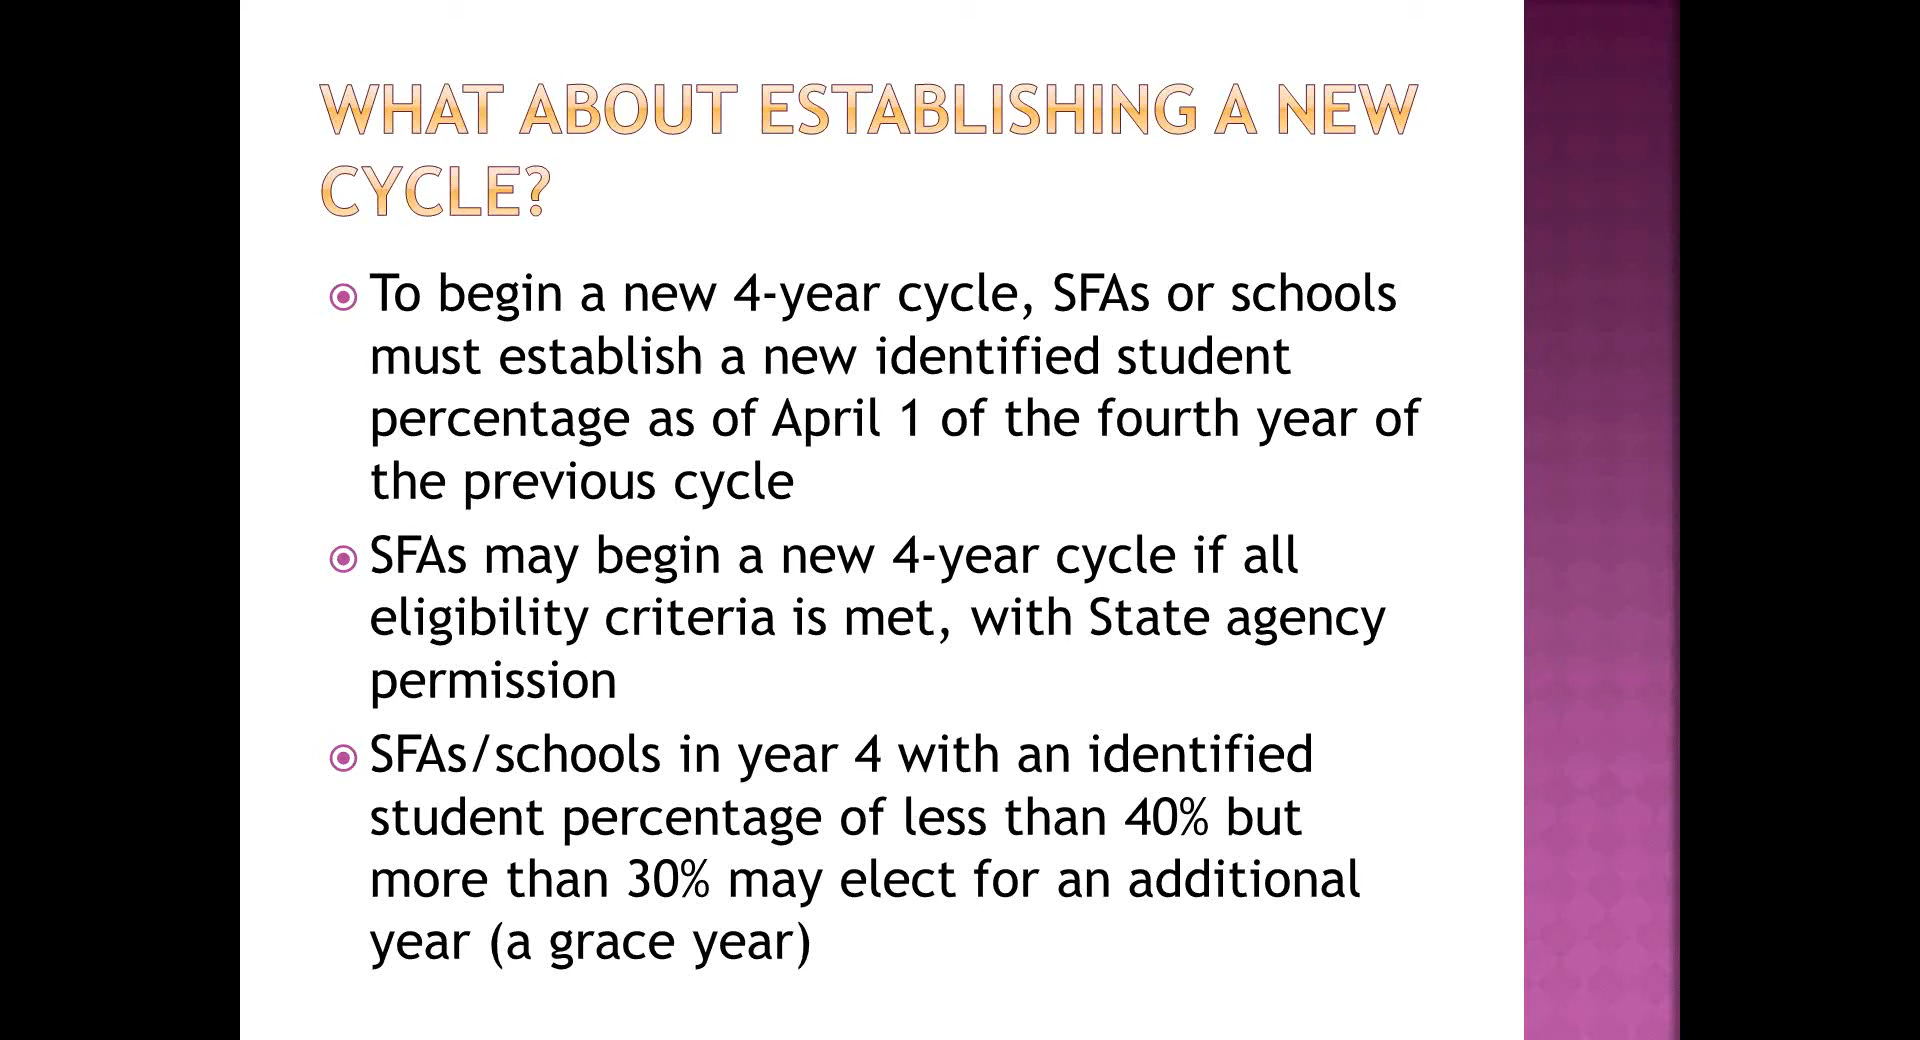 WHAT ABOUT ESTABLISHING A NEW
CYCLE?
To begin a new 4-year cycle, SFAs or schools
must establish a new identified student
percentage as of April 1 of the fourth year of
the previous cycle
SFAs may begin a new 4-year cycle if all
eligibility criteria is met, with State agency
permission
SFAs/schools in year 4 with an identified
student percentage of less than 40% but
more than 30% may elect for an additional
year (a grace year)